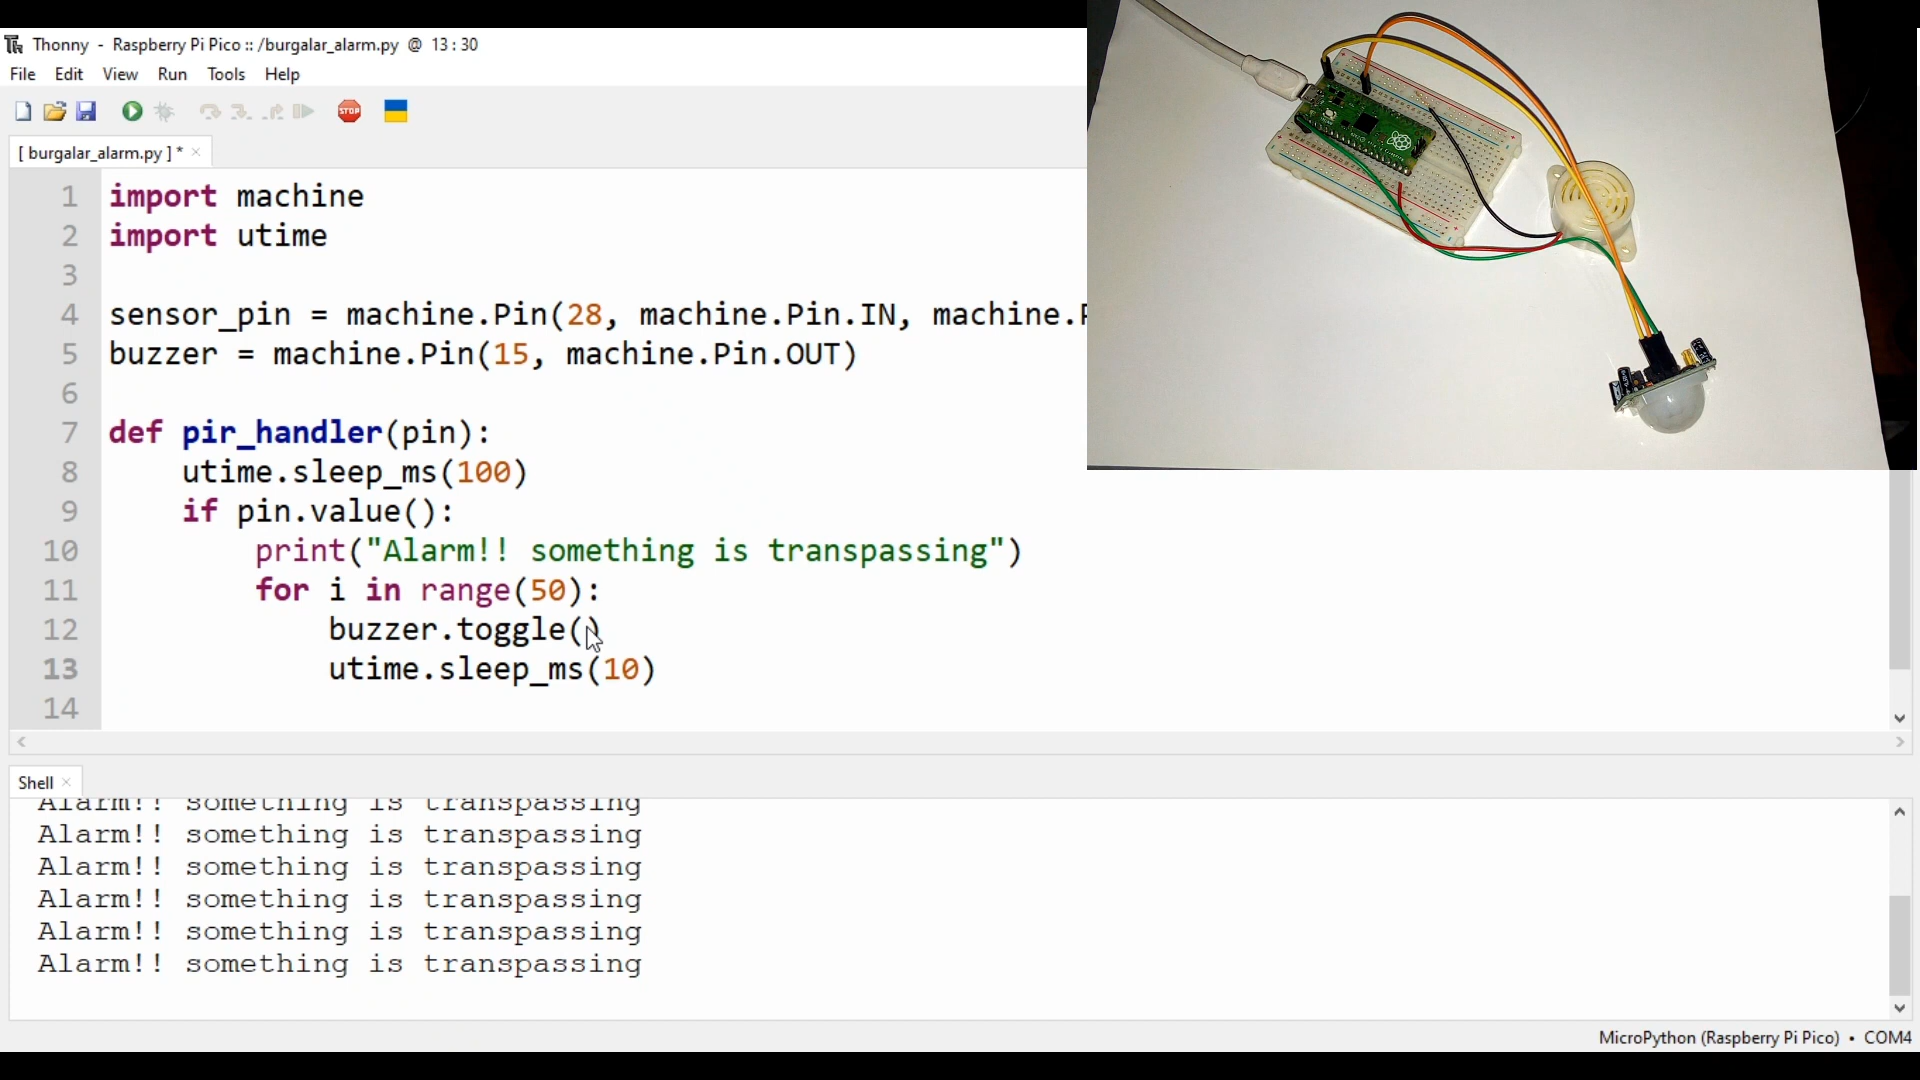 Thonny - Raspberry Pi Pico :: /burgalar_alarm.py @ 13 : 30
File Edit View Run Tools Help
STOP
[ burgalar_alarm.py ] * ×
1 import machine
2 import utime
3
4 sensor_pin = machine.Pin(28, machine.Pin.IN, machine.P
5 buzzer = machine.Pin(15, machine.Pin.OUT)
6
7 def pir_handler(pin):
8 utime.sleep_ms(100)
9 if pin.value():
10 print("Alarm!! something is transpassing")
11 for i in range(50):
12 buzzer.toggle()
13 utime.sleep_ms(10)
14
Shell ×
Alarm!! something is transpassing
Alarm!! something is transpassing
Alarm!! something is transpassing
Alarm!! something is transpassing
Alarm!! something is transpassing
Alarm!! something is transpassing
MicroPython (Raspberry Pi Pico) • COM4